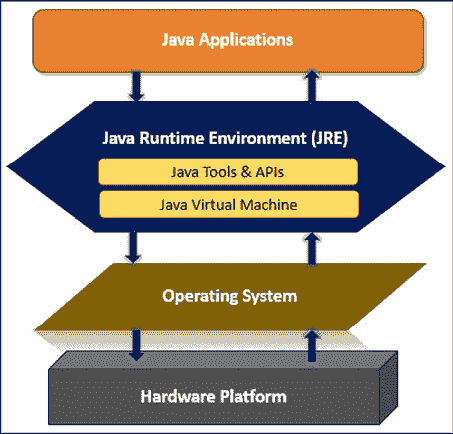 Java Applications
Java Runtime Environment (JRE)
Java Tools & APIs
Java Virtual Machine
Operating System
Hardware Platform